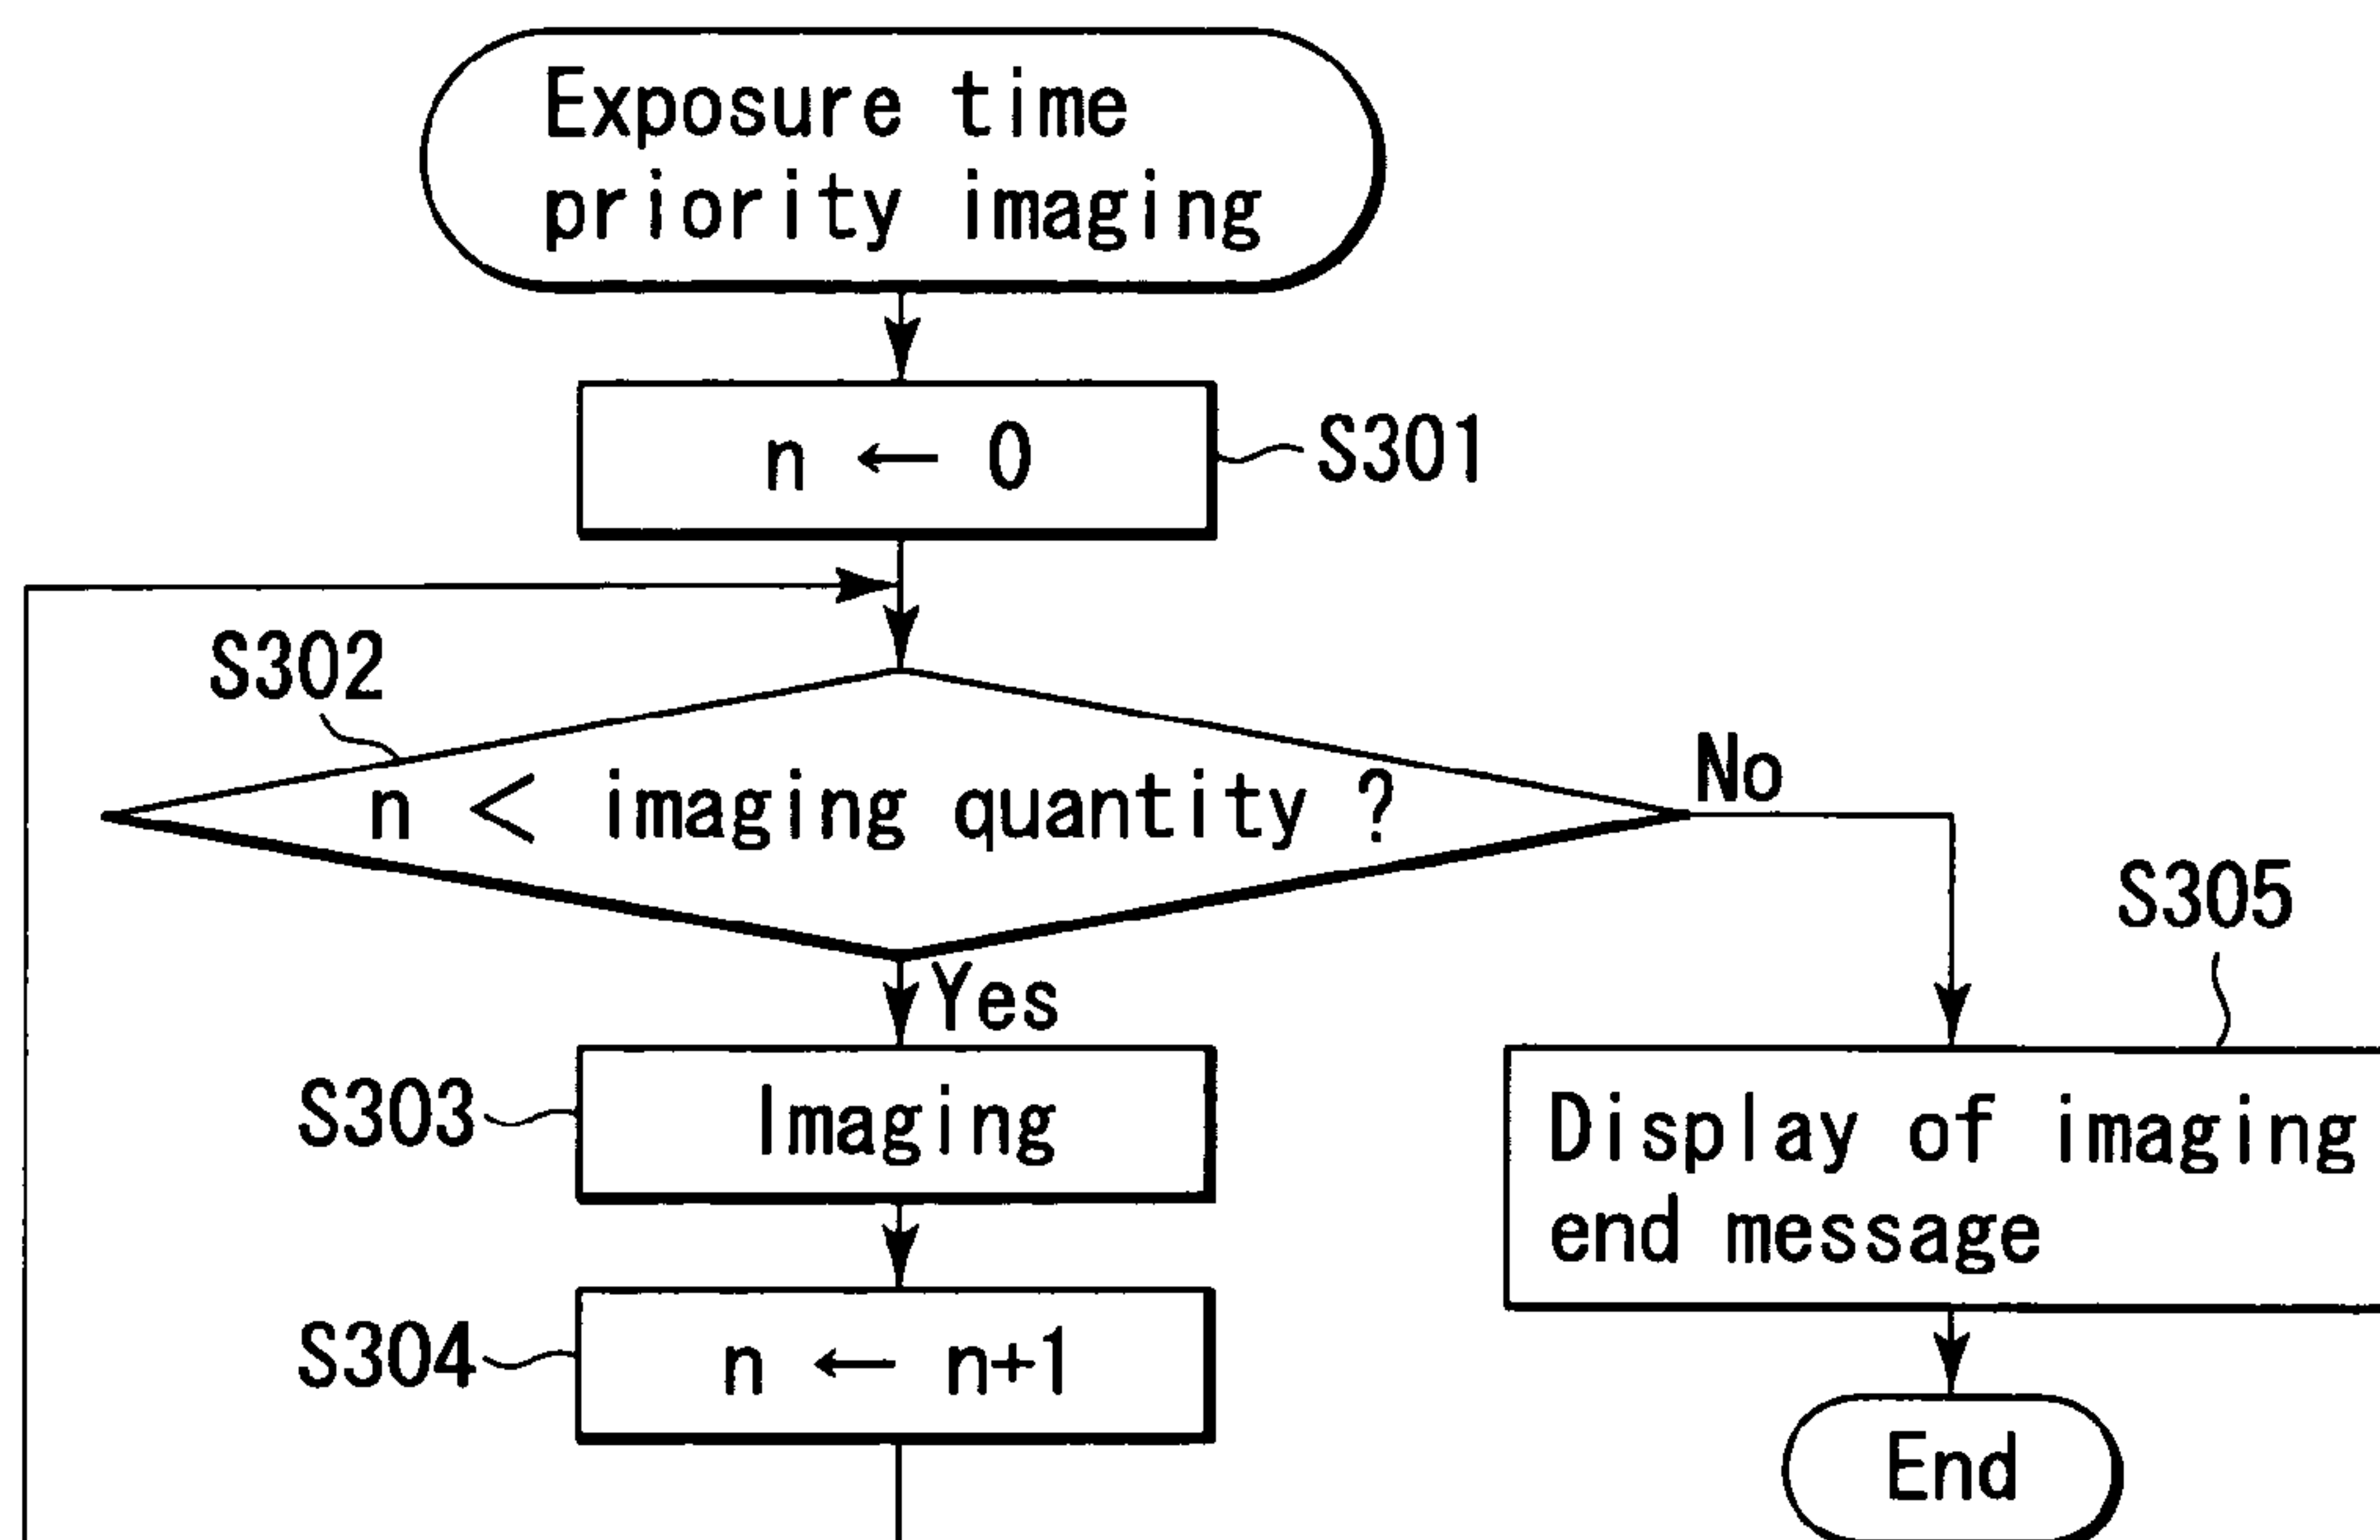 Exposure time
priority imaging
n ← 0
S301
S302
n < imaging quantity ?
No
Yes
S305
S303
Imaging
Display of imaging
end message
S304
n ← n+1
End